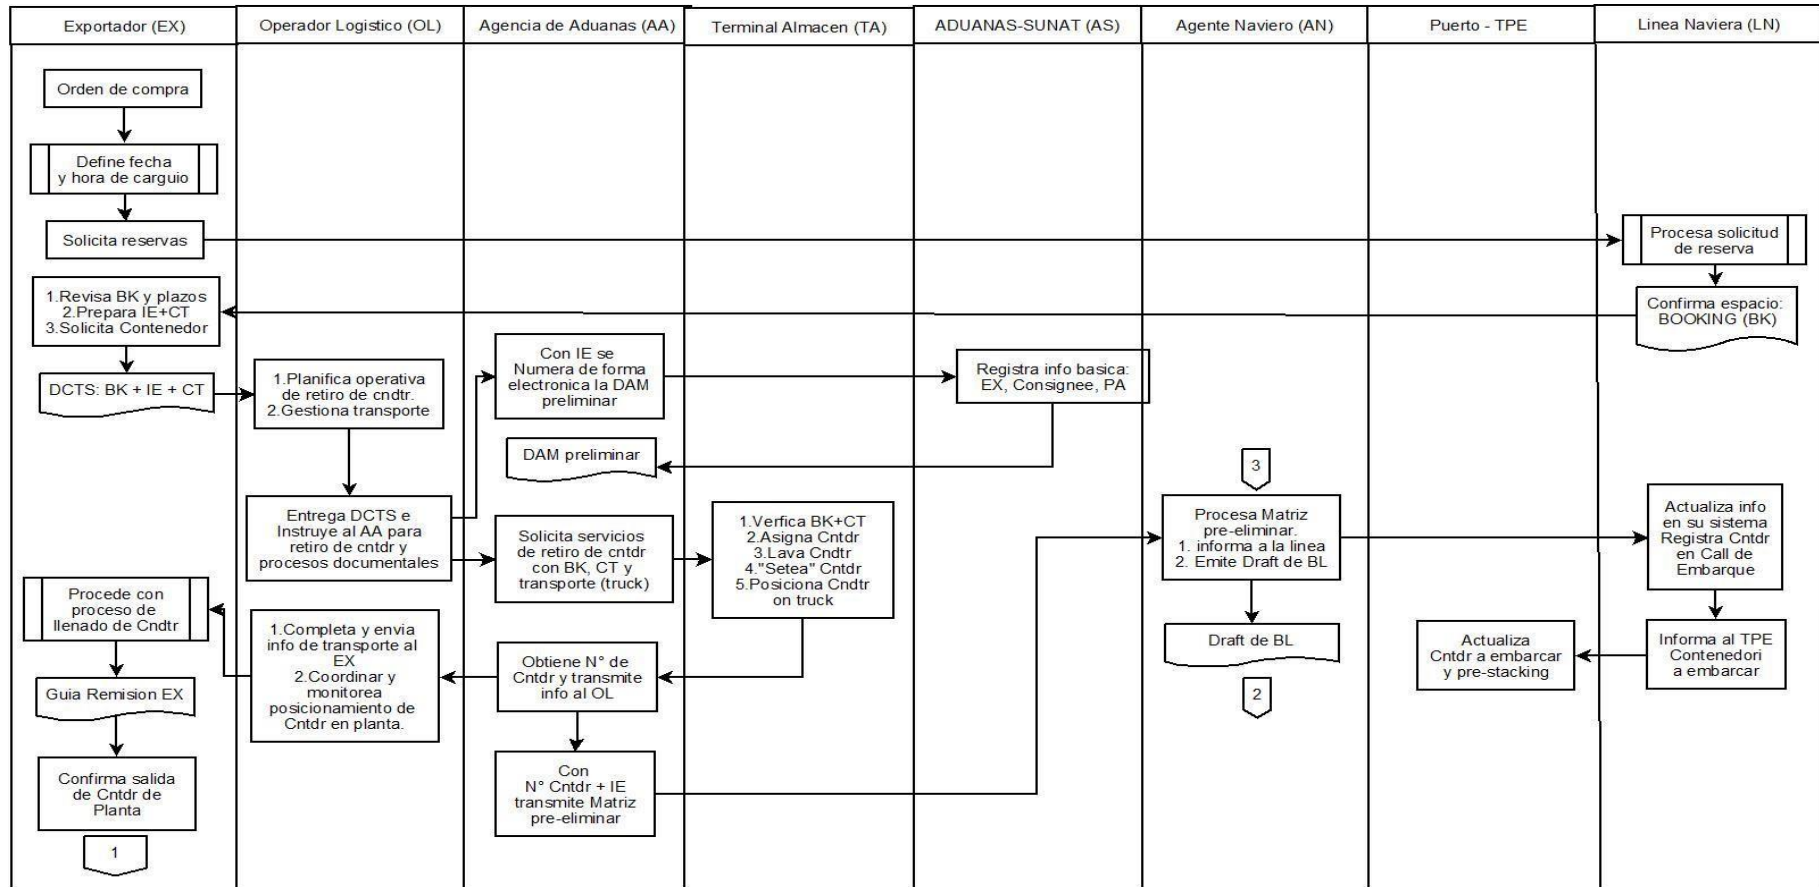 Exportador (EX)
Operador Logistico (OL)
Agencia de Aduanas (AA)
Terminal Almacen (TA)
ADUANAS-SUNAT (AS)
Agente Naviero (AN)
Puerto - TPE
Linea Naviera (LN)
Orden de compra
Define fecha
y hora de carguio
Solicita reservas
Procesa solicitud
de reserva
Confirma espacio:
BOOKING (BK)
1.Revisa BK y plazos
2.Prepara IE+CT
3.Solicita Contenedor
DCTS: BK + IE + CT
1.Planifica operativa
de retiro de cndtr.
2.Gestiona transporte
Con IE se
Numera de forma
electronica la DAM
preliminar
Registra info basica:
EX, Consignee, PA
DAM preliminar
Entrega DCTS e
Instruye al AA para
retiro de cntdr y
procesos documentales
Solicita servicios
de retiro de cntdr
con BK, CT y
transporte (truck)
1.Verfica BK+CT
2.Asigna Cntdr
3.Lava Cndtr
4."Setea" Cntdr
5.Posiciona Cndtr
on truck
3
Procesa Matriz
pre-eliminar.
1. informa a la linea
2. Emite Draft de BL
Actualiza info
en su sistema
Registra Cntdr
en Call de
Embarque
Procede con
proceso de
llenado de Cndtr
1.Completa y envia
info de transporte al
EX
2.Coordinar y
monitorea
posicionamiento de
Cntdr en planta.
Obtiene N° de
Cntdr y transmite
info al OL
Draft de BL
2
Actualiza
Cntdr a embarcar
y pre-stacking
Informa al TPE
Contenedori
a embarcar
Guia Remision EX
Confirma salida
de Cntdr de
Planta
1
Con
N° Cntdr + IE
transmite Matriz
pre-eliminar